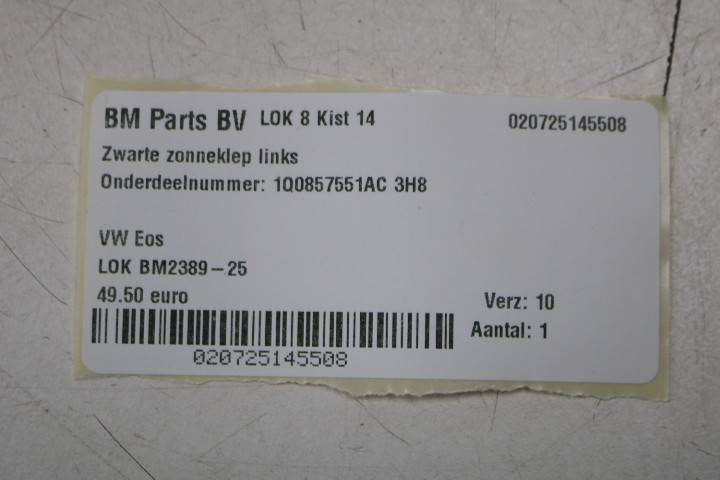 BM Parts BV LOK 8 Kist 14 020725145508
Zwarte zonneklep links
Onderdeelnummer: 1Q0857551AC 3H8
VW Eos
LOK BM2389-25
49.50 euro Verz: 10
Aantal: 1
020725145508